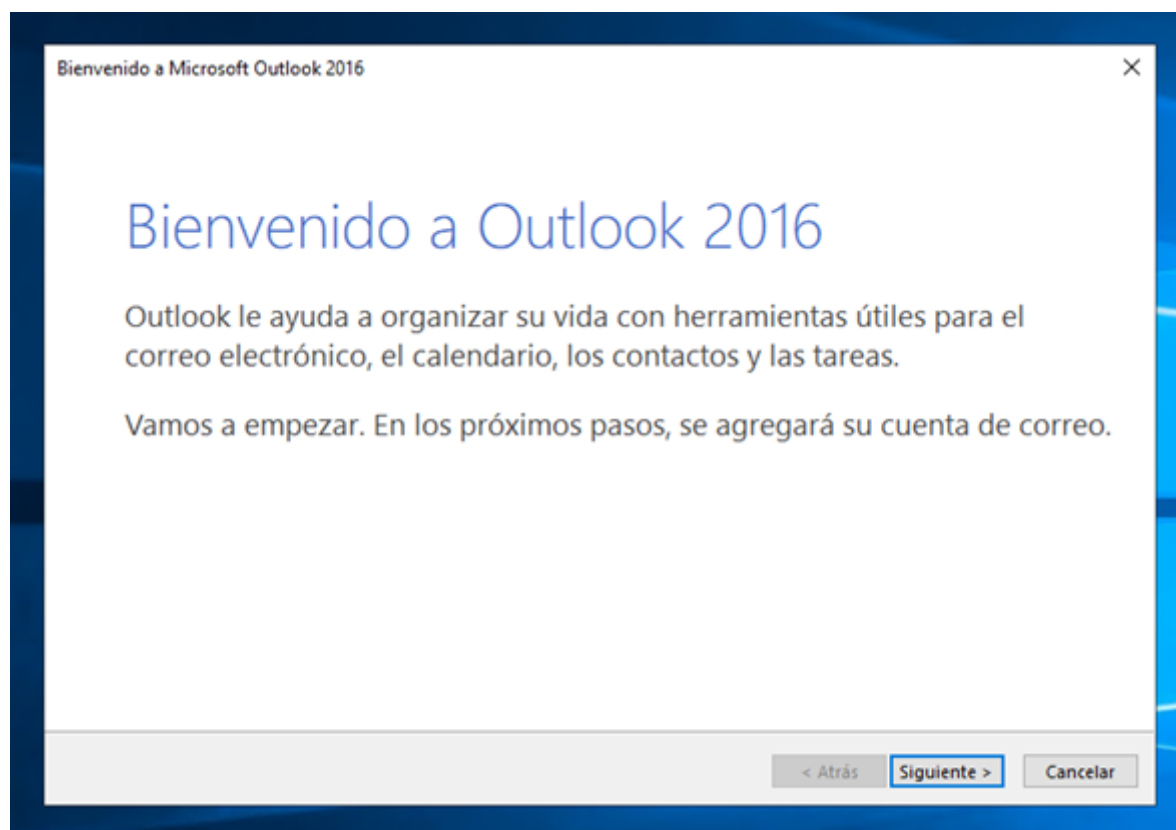 Bienvenido a Microsoft Outlook 2016
Bienvenido a Outlook 2016
Outlook le ayuda a organizar su vida con herramientas útiles para el
correo electrónico, el calendario, los contactos y las tareas.
Vamos a empezar. En los próximos pasos, se agregará su cuenta de correo.
< Atrás
Siguiente >
Cancelar